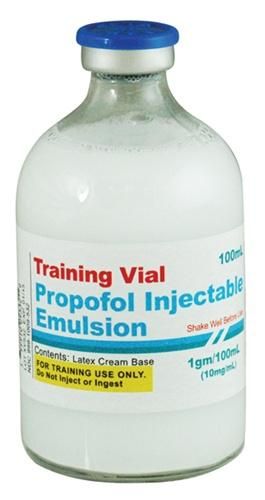 100mL
Training Vial
Propofol Injectable
Emulsion
Shake Well Before Use
Contents: Latex Cream Base
1gm/100mL
(10mg/mL)
FOR TRAINING USE ONLY.
Do Not Inject or Ingest